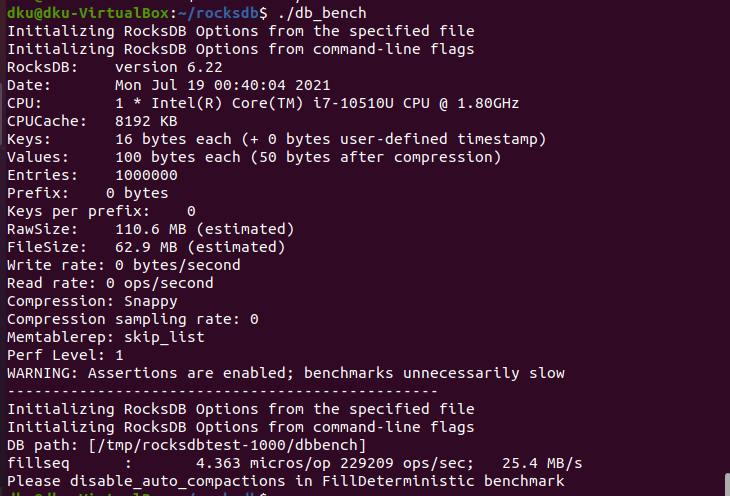 dku@dku-VirtualBox:~/rocksdb$ ./db_bench
Initializing RocksDB Options from the specified file
Initializing RocksDB Options from command-line flags
RocksDB:    version 6.22
Date:       Mon Jul 19 00:40:04 2021
CPU:        1 * Intel(R) Core(TM) i7-10510U CPU @ 1.80GHz
CPUCache:   8192 KB
Keys:       16 bytes each (+ 0 bytes user-defined timestamp)
Values:     100 bytes each (50 bytes after compression)
Entries:    1000000
Prefix:    0 bytes
Keys per prefix:    0
RawSize:    110.6 MB (estimated)
FileSize:   62.9 MB (estimated)
Write rate: 0 bytes/second
Read rate: 0 ops/second
Compression: Snappy
Compression sampling rate: 0
Memtablerep: skip_list
Perf Level: 1
WARNING: Assertions are enabled; benchmarks unnecessarily slow
------------------------------------------------
Initializing RocksDB Options from the specified file
Initializing RocksDB Options from command-line flags
DB path: [/tmp/rocksdbtest-1000/dbbench]
fillseq      :       4.363 micros/op 229209 ops/sec;   25.4 MB/s
Please disable_auto_compactions in FillDeterministic benchmark